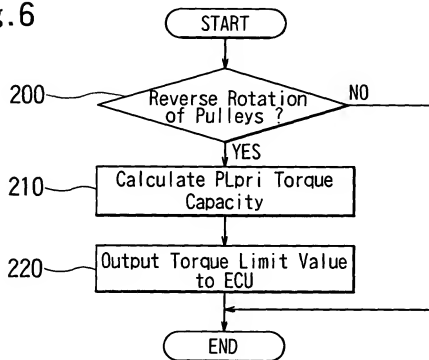 g.6
START
200
Reverse Rotation
of Pulleys ?
NO
YES
210
Calculate PLpri Torque
Capacity
220
Output Torque Limit Value
to ECU
END